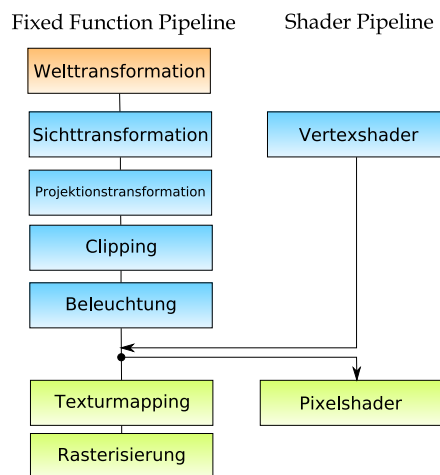 Fixed Function Pipeline
Shader Pipeline
Welttransformation
Sichttransformation
Vertexshader
Projektionstransformation
Clipping
Beleuchtung
Texturmapping
Pixelshader
Rasterisierung